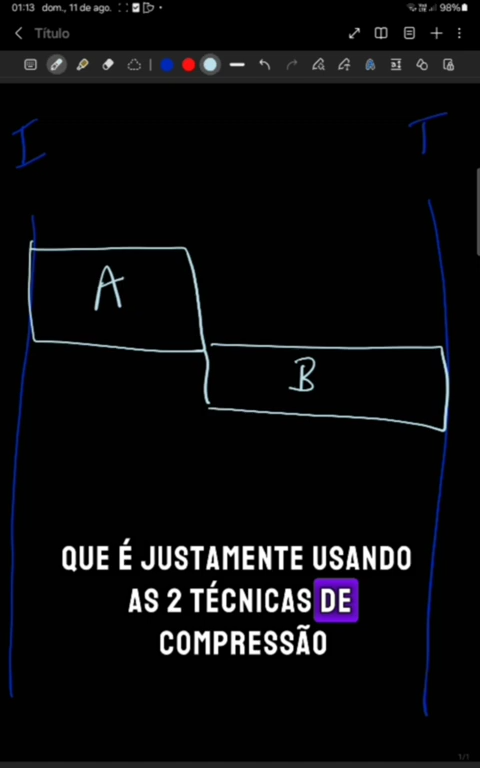 01:13 dom., 11 de ago.
98%
Título
I
T
A
B
QUE É JUSTAMENTE USANDO
AS 2 TÉCNICAS DE
COMPRESSÃO
1/1